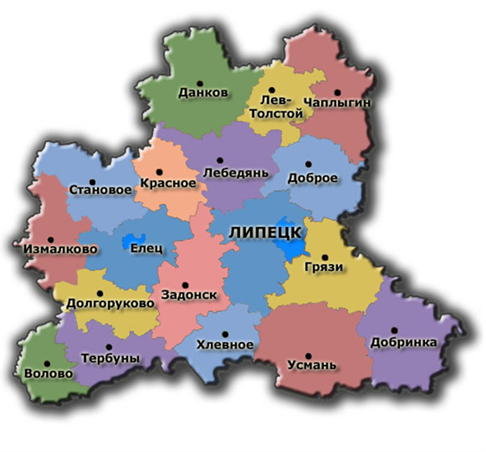 Данков
Лев-
Толстой
Чаплыгин
Лебедянь
Доброе
Красное
Становое
ЛИПЕЦК
Елец
Измалково
Грязи
Задонск
Долгоруково
Хлевное
Добринка
Тербуны
Усмань
Волово